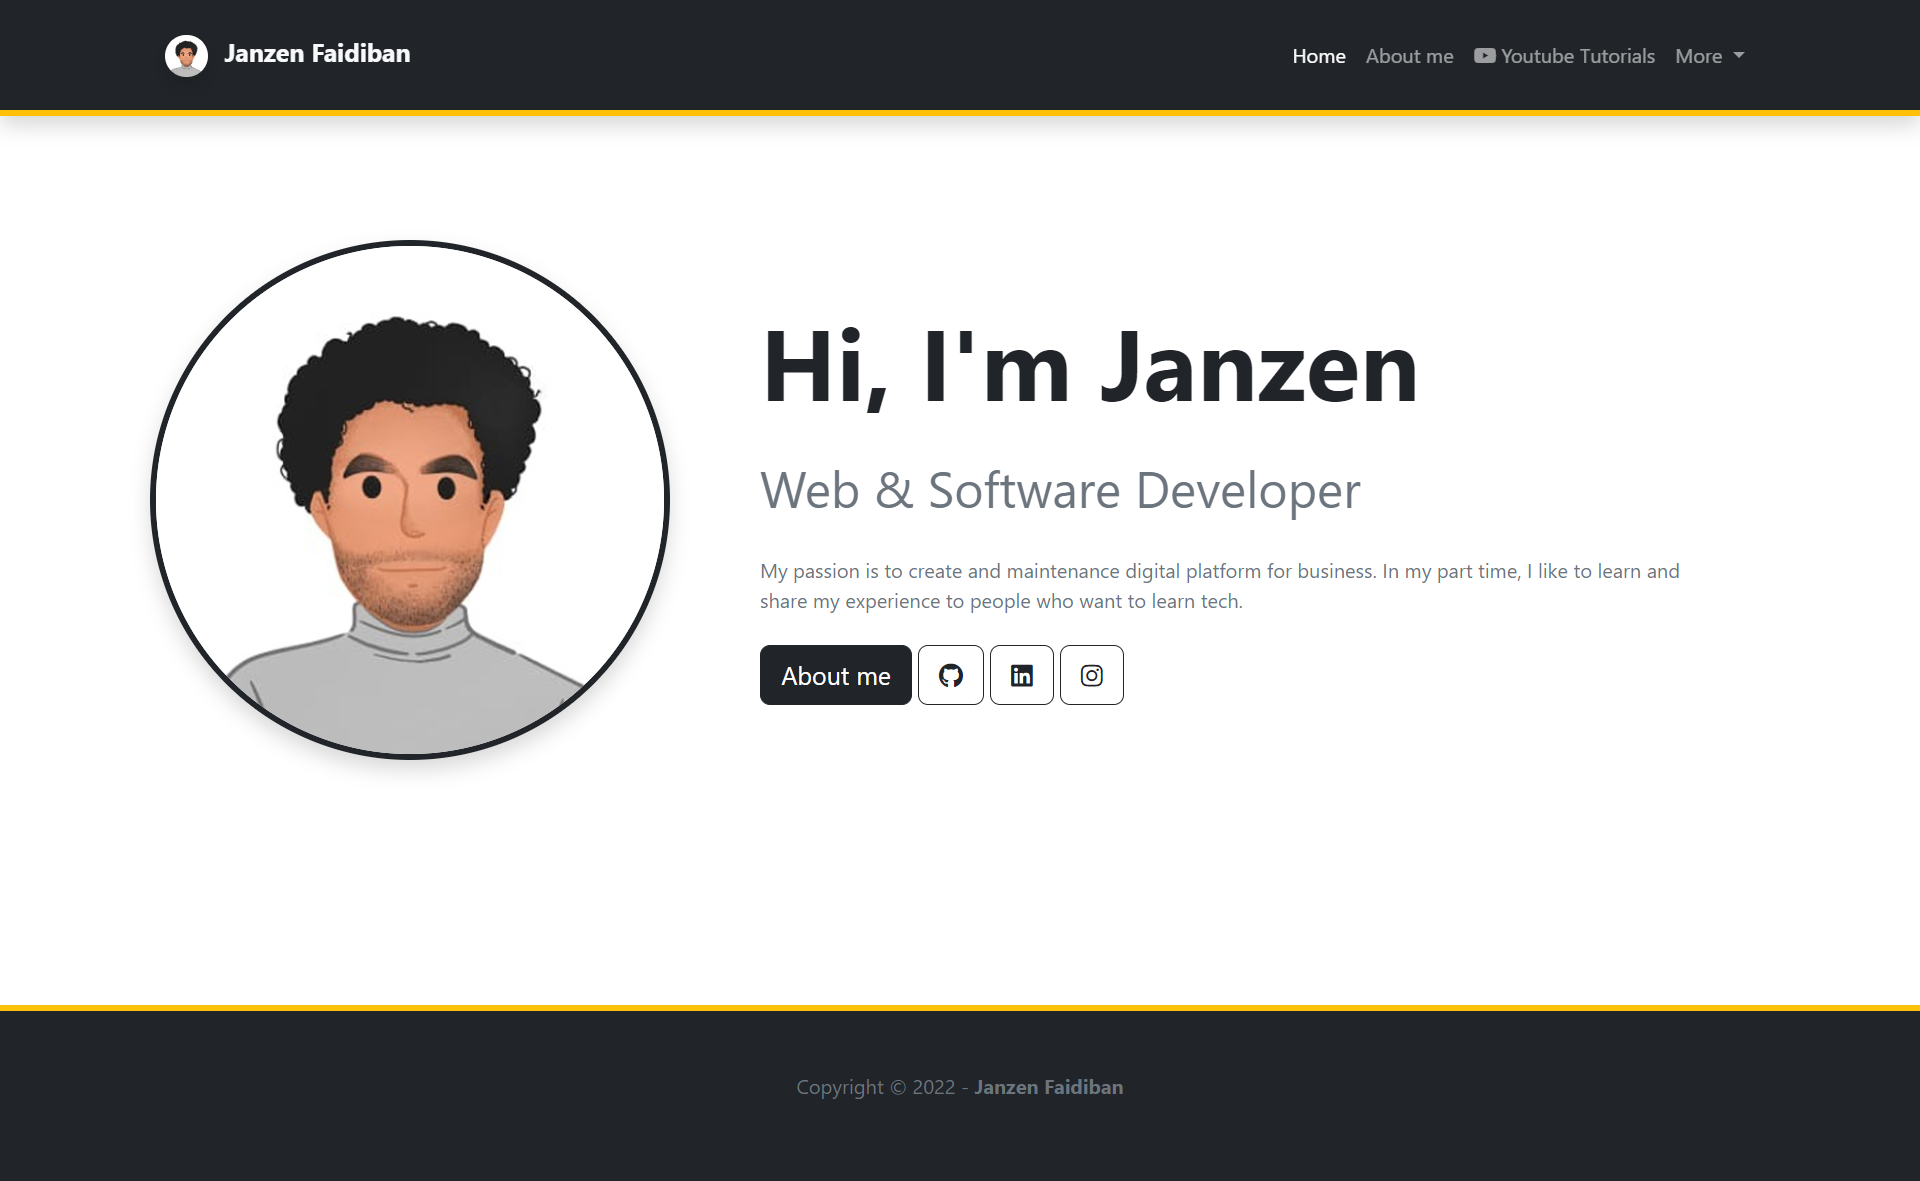 Janzen Faidiban
Home About me Youtube Tutorials More
Hi, I'm Janzen
Web & Software Developer
My passion is to create and maintenance digital platform for business. In my part time, I like to learn and
share my experience to people who want to learn tech.
About me
Copyright © 2022 - Janzen Faidiban